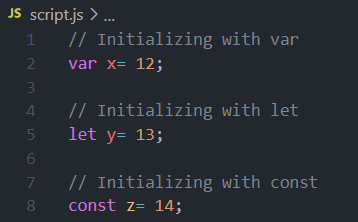 JS script.js > ...
1 // Initializing with var
2 var x= 12;
3
4 // Initializing with let
5 let y= 13;
6
7 // Initializing with const
8 const z= 14;